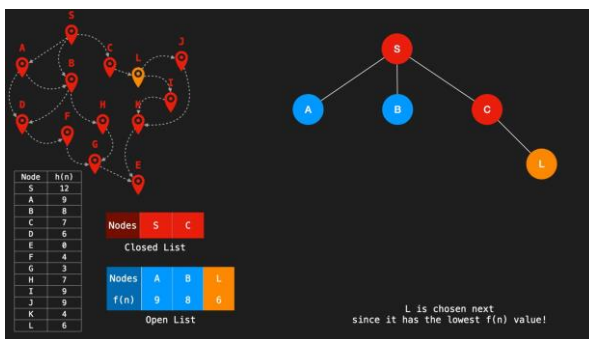 S
A
C
J
L
B
I
D
H
F
G
E
Node h(n)
S 12
A 9
B 8
C 7
D 6
E 0
F 4
G 3
H 7
I 9
J 9
K 4
L 6
Nodes S C
Closed List
Nodes A B L
f(n) 9 8 6
Open List
S
A B C
L
L is chosen next
since it has the lowest f(n) value!